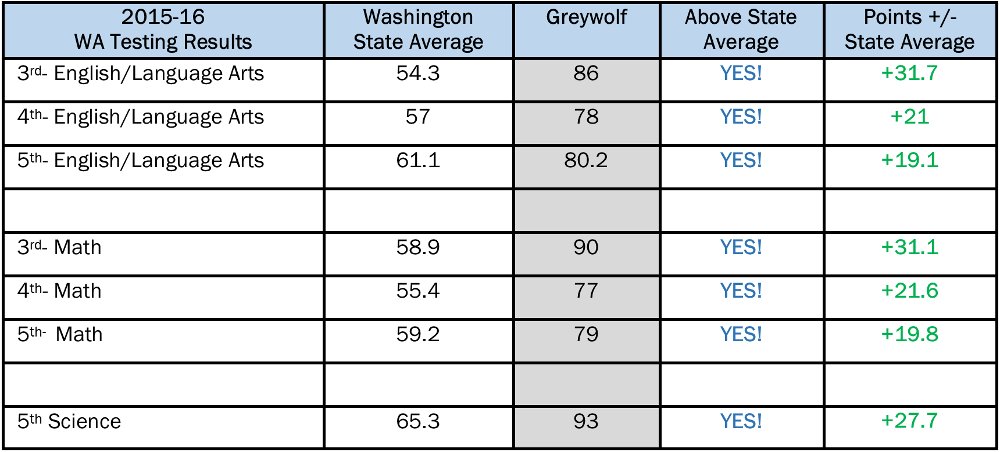 2015-16
WA Testing Results
Washington
State Average
Greywolf
Above State
Average
Points +/-
State Average
3rd- English/Language Arts 54.3 86 YES! +31.7
4th- English/Language Arts 57 78 YES! +21
5th- English/Language Arts 61.1 80.2 YES! +19.1
3rd- Math 58.9 90 YES! +31.1
4th- Math 55.4 77 YES! +21.6
5th- Math 59.2 79 YES! +19.8
5th Science 65.3 93 YES! +27.7